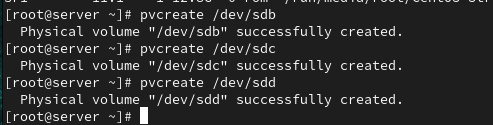 [root@server ~]# pvcreate /dev/sdb
  Physical volume "/dev/sdb" successfully created.
[root@server ~]# pvcreate /dev/sdc
  Physical volume "/dev/sdc" successfully created.
[root@server ~]# pvcreate /dev/sdd
  Physical volume "/dev/sdd" successfully created.
[root@server ~]#